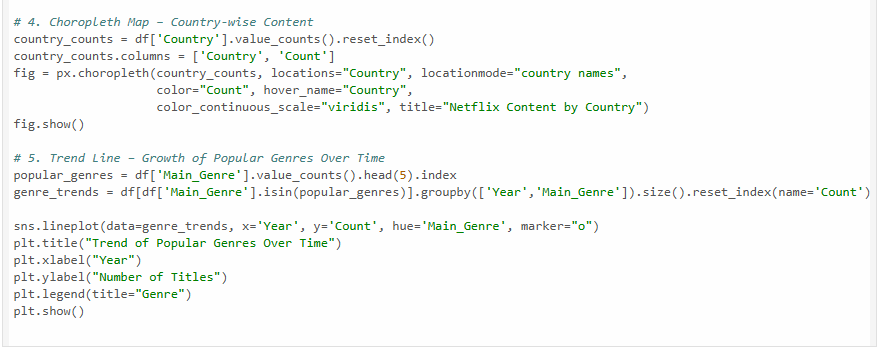 # 4. Choropleth Map – Country-wise Content
country_counts = df['Country'].value_counts().reset_index()
country_counts.columns = ['Country', 'Count']
fig = px.choropleth(country_counts, locations="Country", locationmode="country names",
                    color="Count", hover_name="Country",
                    color_continuous_scale="viridis", title="Netflix Content by Country")
fig.show()

# 5. Trend Line – Growth of Popular Genres Over Time
popular_genres = df['Main_Genre'].value_counts().head(5).index
genre_trends = df[df['Main_Genre'].isin(popular_genres)].groupby(['Year','Main_Genre']).size().reset_index(name='Count')

sns.lineplot(data=genre_trends, x='Year', y='Count', hue='Main_Genre', marker="o")
plt.title("Trend of Popular Genres Over Time")
plt.xlabel("Year")
plt.ylabel("Number of Titles")
plt.legend(title="Genre")
plt.show()